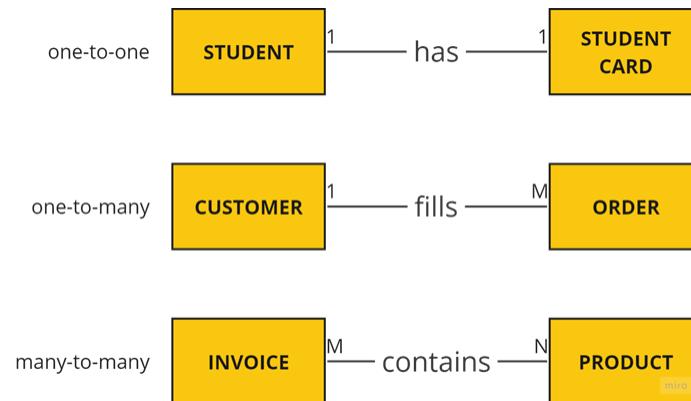 one-to-one STUDENT 1 has 1 STUDENT
CARD
one-to-many CUSTOMER 1 fills M ORDER
many-to-many INVOICE M contains N PRODUCT
miro